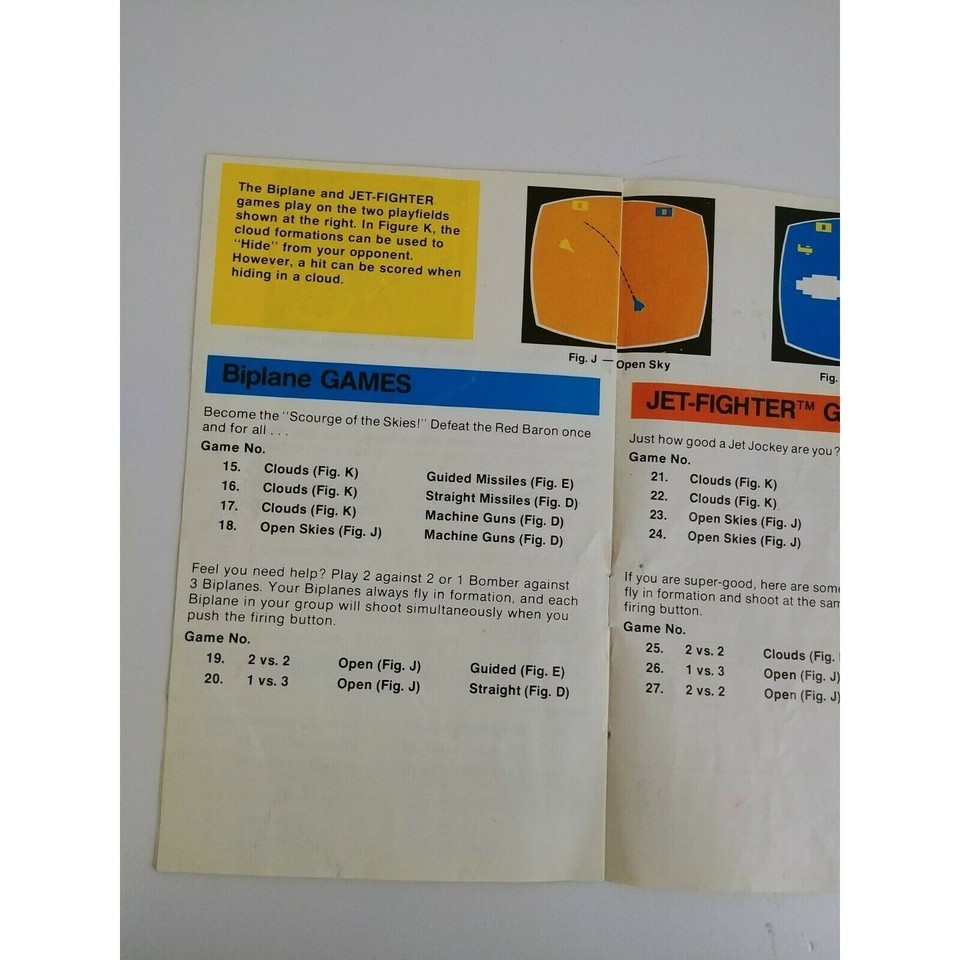 The Biplane and JET-FIGHTER
games play on the two playfields
shown at the right. In Figure K, the
cloud formations can be used to
"Hide" from your opponent.
However, a hit can be scored when
hiding in a cloud.
Fig. J — Open Sky
Fig.
Biplane GAMES
Become the "Scourge of the Skies!" Defeat the Red Baron once
and for all . . .
Game No.
15. Clouds (Fig. K) Guided Missiles (Fig. E)
16. Clouds (Fig. K) Straight Missiles (Fig. D)
17. Clouds (Fig. K) Machine Guns (Fig. D)
18. Open Skies (Fig. J) Machine Guns (Fig. D)
Feel you need help? Play 2 against 2 or 1 Bomber against
3 Biplanes. Your Biplanes always fly in formation, and each
Biplane in your group will shoot simultaneously when you
push the firing button.
Game No.
19. 2 vs. 2 Open (Fig. J) Guided (Fig. E)
20. 1 vs. 3 Open (Fig. J) Straight (Fig. D)
JET-FIGHTER™ G
Just how good a Jet Jockey are you?
Game No.
21. Clouds (Fig. K)
22. Clouds (Fig. K)
23. Open Skies (Fig. J)
24. Open Skies (Fig. J)
If you are super-good, here are some
fly in formation and shoot at the sam
firing button.
Game No.
25. 2 vs. 2 Clouds (Fig.
26. 1 vs. 3 Open (Fig. J)
27. 2 vs. 2 Open (Fig. J)